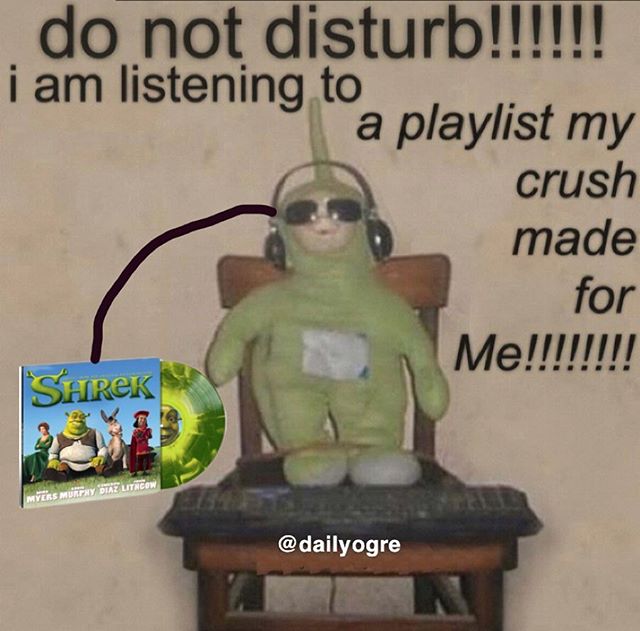 do not disturb!!!!!!
i am listening to
a playlist my
crush
made
for
Me!!!!!!!!
SHREK
MYERS MURPHY DIAZ LITHGOW
@dailyogre